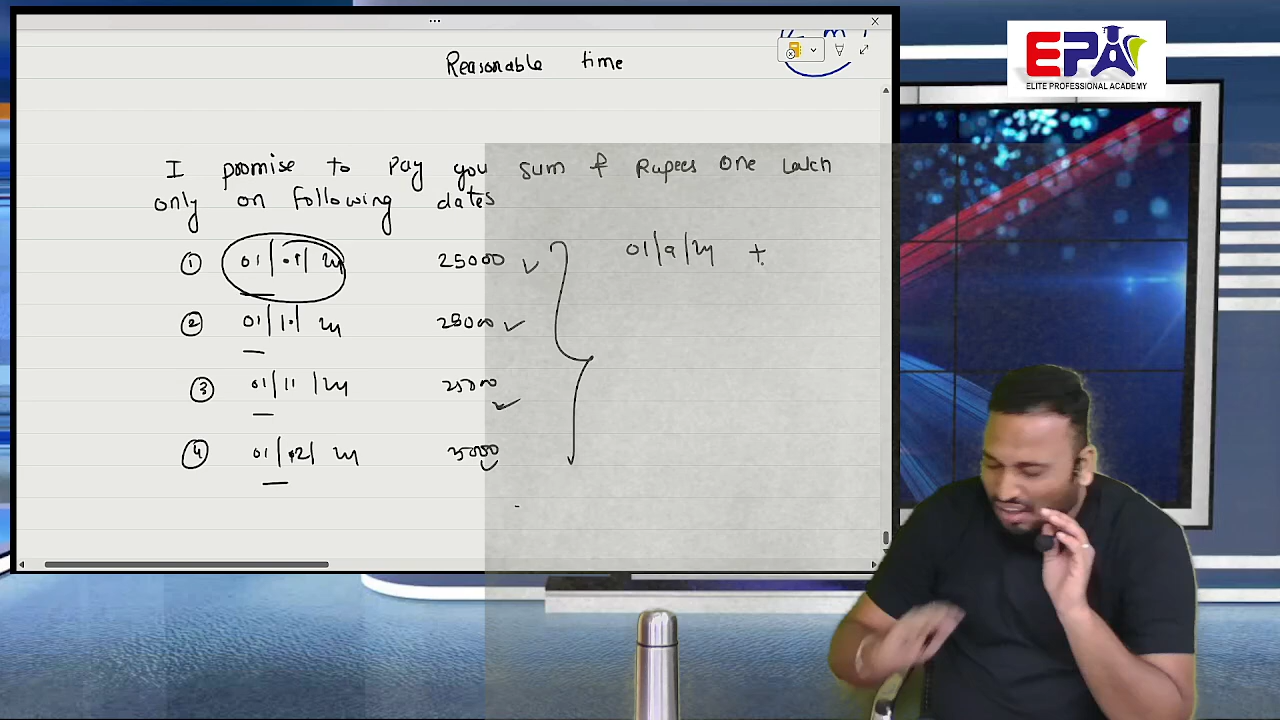 EPA
ELITE PROFESSIONAL ACADEMY
Reasonable time
I promise to pay you sum of Rupees One Lakh
only on following dates
① 01/09/24 25000
② 01/10/24 25000
③ 01/11/24 25000
④ 01/12/24 25000
01/9/24 +